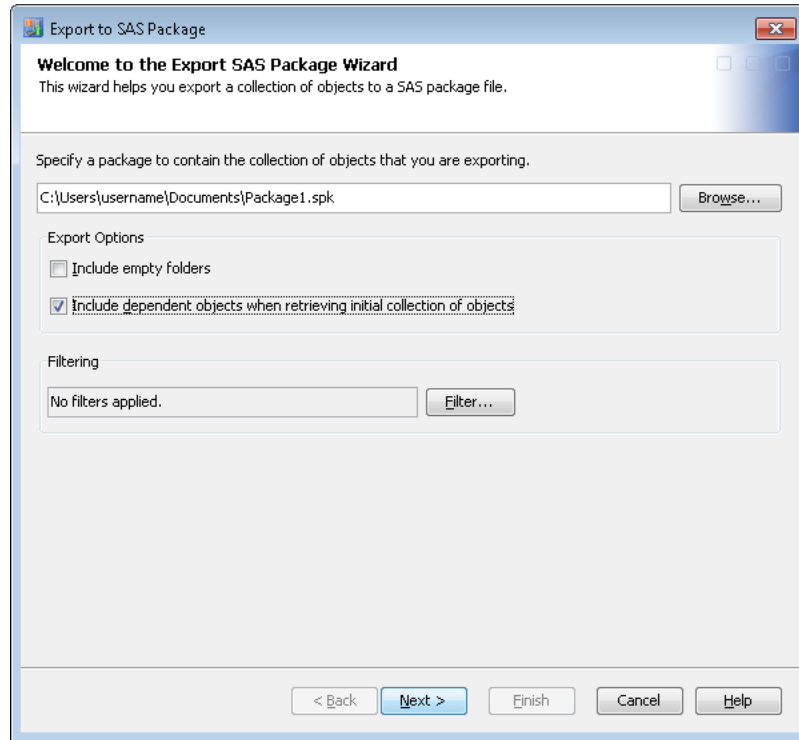 Export to SAS Package
Welcome to the Export SAS Package Wizard
This wizard helps you export a collection of objects to a SAS package file.
Specify a package to contain the collection of objects that you are exporting.
C:\Users\username\Documents\Package1.spk
Browse...
Export Options
Include empty folders
Include dependent objects when retrieving initial collection of objects
Filtering
No filters applied.
Filter...
< Back
Next >
Finish
Cancel
Help